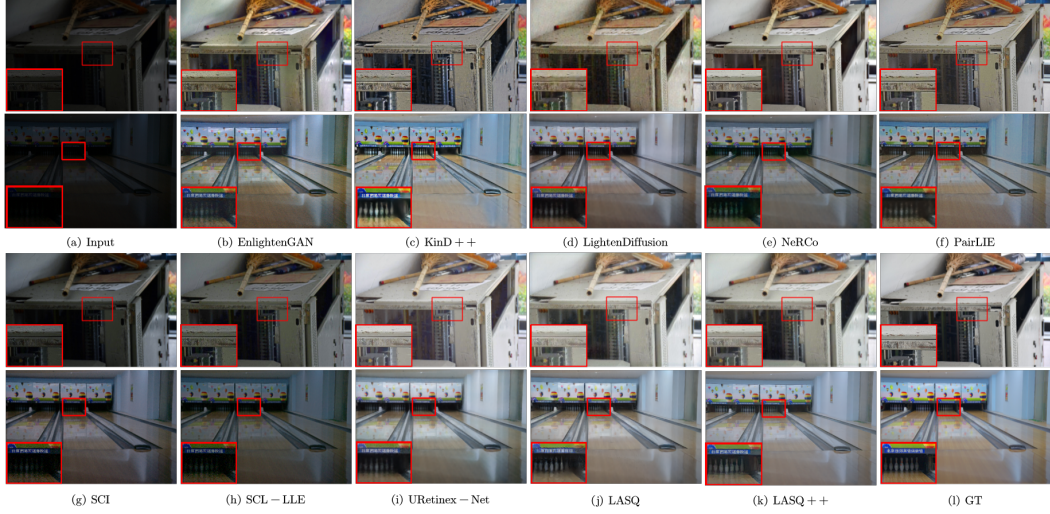 (a) Input
(b) EnlightenGAN
(c) KinD++
(d) LightenDiffusion
(e) NeRCo
(f) PairLIE
(g) SCI
(h) SCL-LLE
(i) URetinex-Net
(j) LASQ
(k) LASQ++
(l) GT